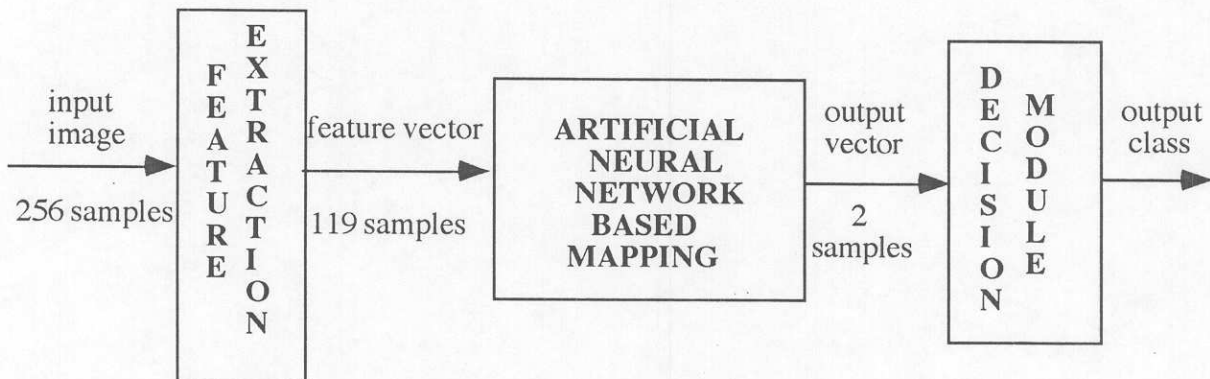 input
image
256 samples
FEATURE
EXTRACTION
feature vector
119 samples
ARTIFICIAL
NEURAL
NETWORK
BASED
MAPPING
output
vector
2
samples
DECISION
MODULE
output
class